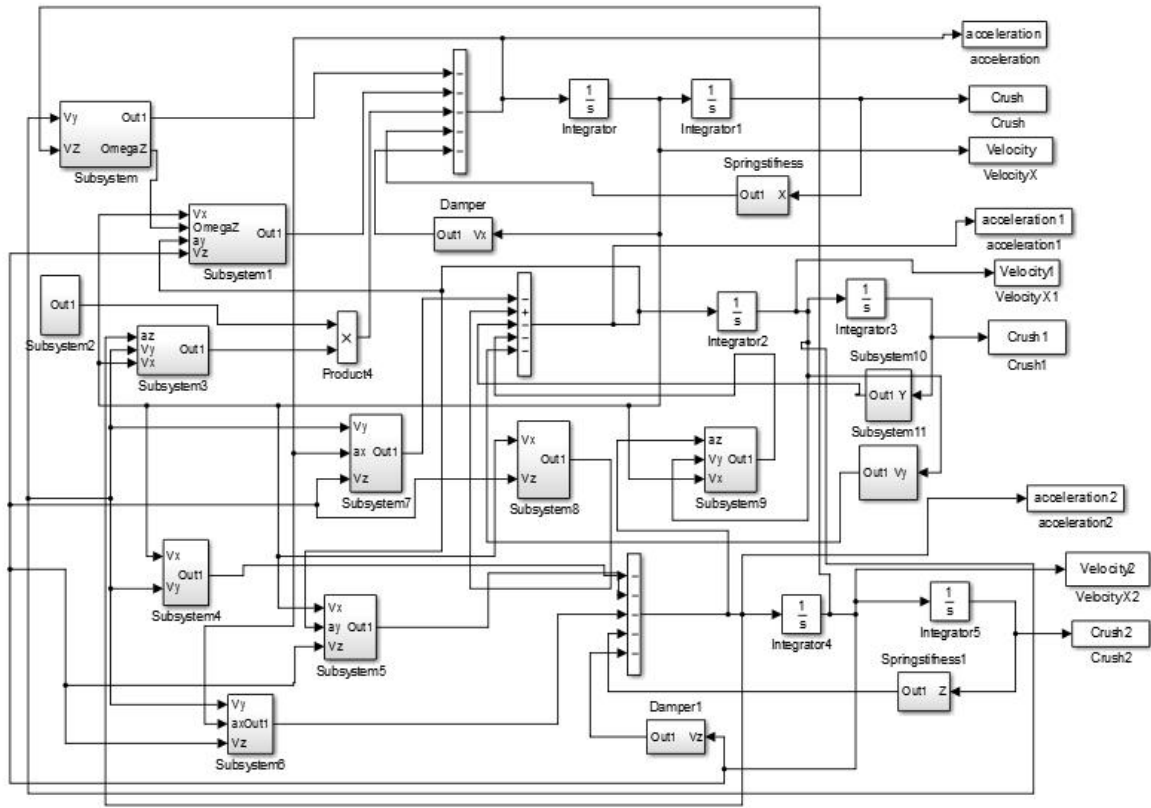 acceleration
acceleration
Vy
VZ
Out1
OmegaZ
Subsystem
1
s
Integrator
1
s
Integrator1
Crush
Crush
Velocity
VelocityX
Springstifness
Out1 X
Vx
OmegaZ
ay
Vz
Out1
Subsystem1
Damper
Out1 Vx
acceleration1
acceleration1
Velocity1
VelocityX1
Out1
Subsystem2
az
Vy
Vx
Out1
Subsystem3
×
Product4
1
s
Integrator2
1
s
Integrator3
Crush1
Crush1
Subsystem10
Out1 Y
Subsystem11
Out1 Vy
Vy
ax
Vz
Out1
Subsystem7
Vx
Vz
Out1
Subsystem8
az
Vy
Vx
Out1
Subsystem9
acceleration2
acceleration2
Vx
Vy
Out1
Subsystem4
Vx
ay
Vz
Out1
Subsystem5
1
s
Integrator4
Velocity2
VelocityX2
1
s
Integrator5
Crush2
Crush2
Springstifness1
Out1 Z
Vy
axOut1
Vz
Subsystem6
Damper1
Out1 Vz